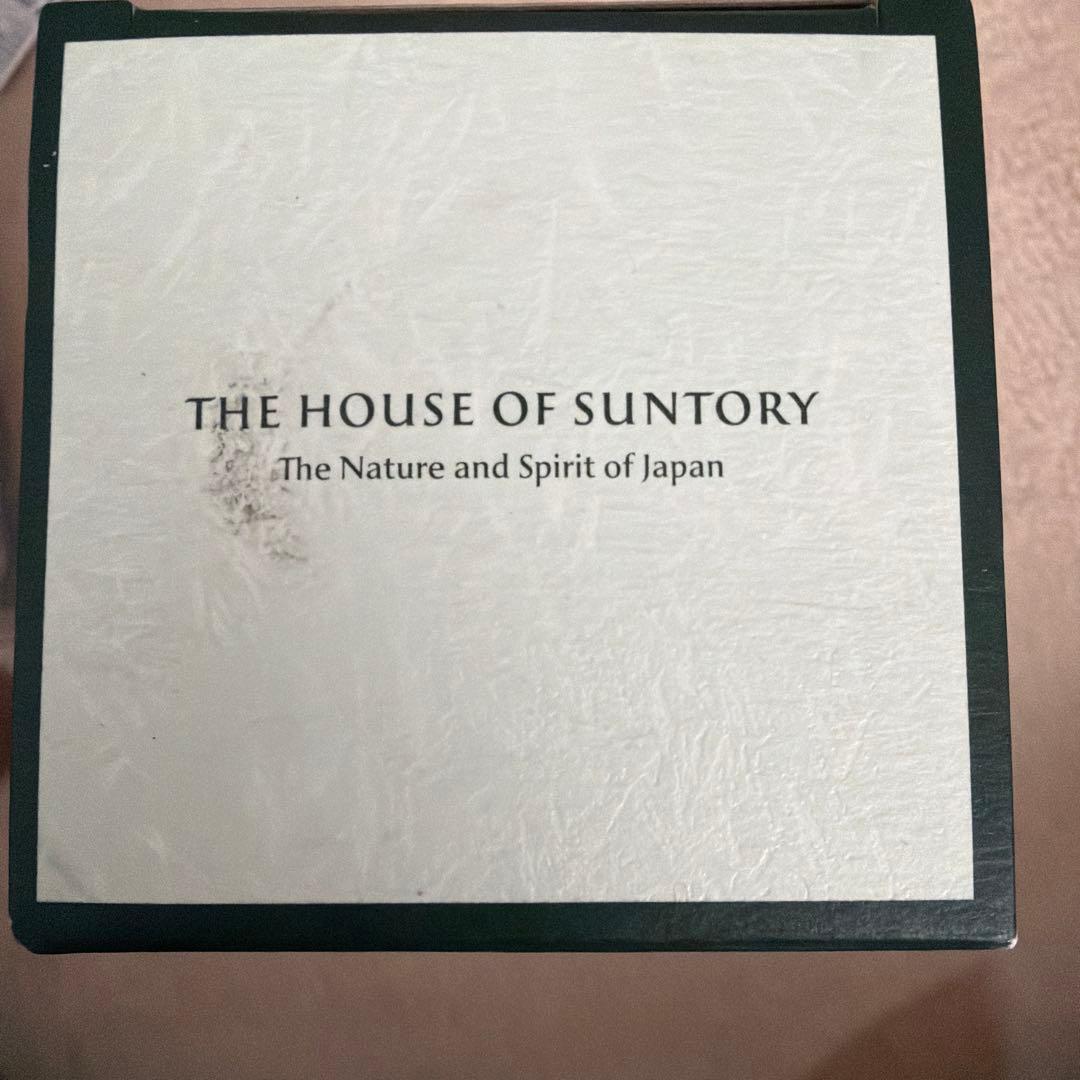 THE HOUSE OF SUNTORY
The Nature and Spirit of Japan